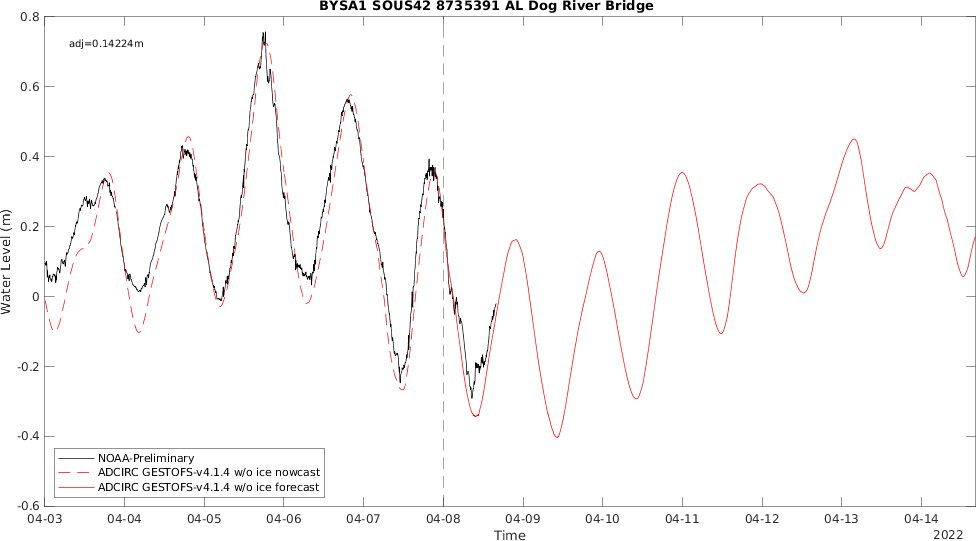 BYSA1 SOUS42 8735391 AL Dog River Bridge
adj=0.14224m
0.8
0.6
0.4
0.2
0
-0.2
-0.4
-0.6
Water Level (m)
NOAA-Preliminary
ADCIRC GESTOFS-v4.1.4 w/o ice nowcast
ADCIRC GESTOFS-v4.1.4 w/o ice forecast
04-03 04-04 04-05 04-06 04-07 04-08 04-09 04-10 04-11 04-12 04-13 04-14
Time
2022